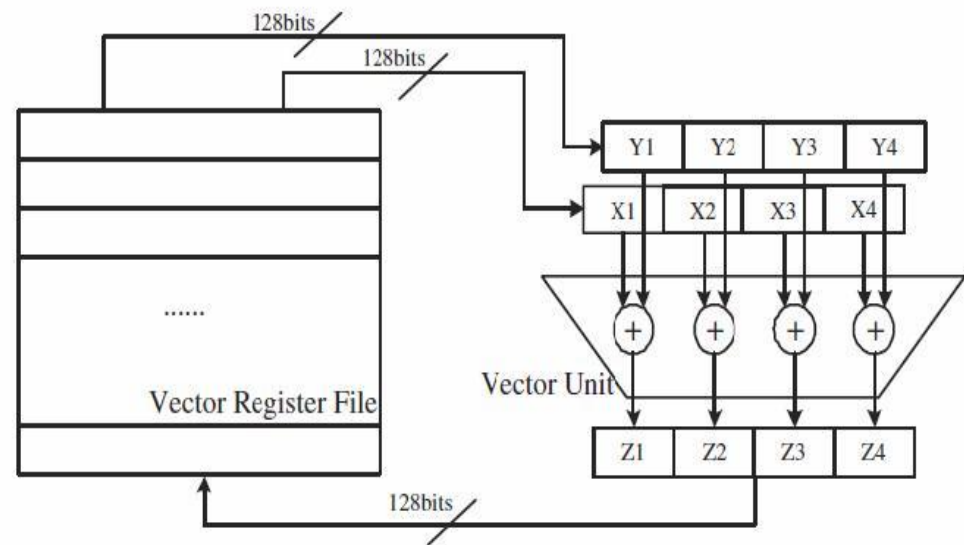 128bits
128bits
Y1 Y2 Y3 Y4
X1 X2 X3 X4
......
+ + + +
Vector Unit
Vector Register File
Z1 Z2 Z3 Z4
128bits